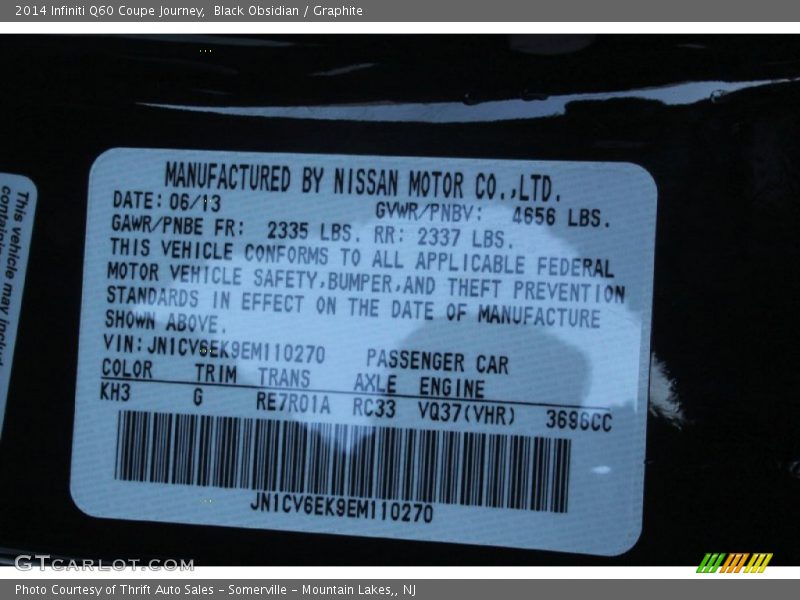 2014 Infiniti Q60 Coupe Journey,  Black Obsidian / Graphite
This vehicle may includ
MANUFACTURED BY NISSAN MOTOR CO.,LTD.
DATE: 06/13 GVWR/PNBV: 4656 LBS.
GAWR/PNBE FR: 2335 LBS. RR: 2337 LBS.
THIS VEHICLE CONFORMS TO ALL APPLICABLE FEDERAL
MOTOR VEHICLE SAFETY,BUMPER,AND THEFT PREVENTION
STANDARDS IN EFFECT ON THE DATE OF MANUFACTURE
SHOWN ABOVE.
VIN:JN1CV6EK9EM110270 PASSENGER CAR
COLOR TRIM TRANS AXLE ENGINE
KH3 G RE7R01A RC33 VQ37(VHR) 3696CC
JN1CV6EK9EM110270
GTCARLOT.COM
Photo Courtesy of Thrift Auto Sales – Somerville – Mountain Lakes,, NJ